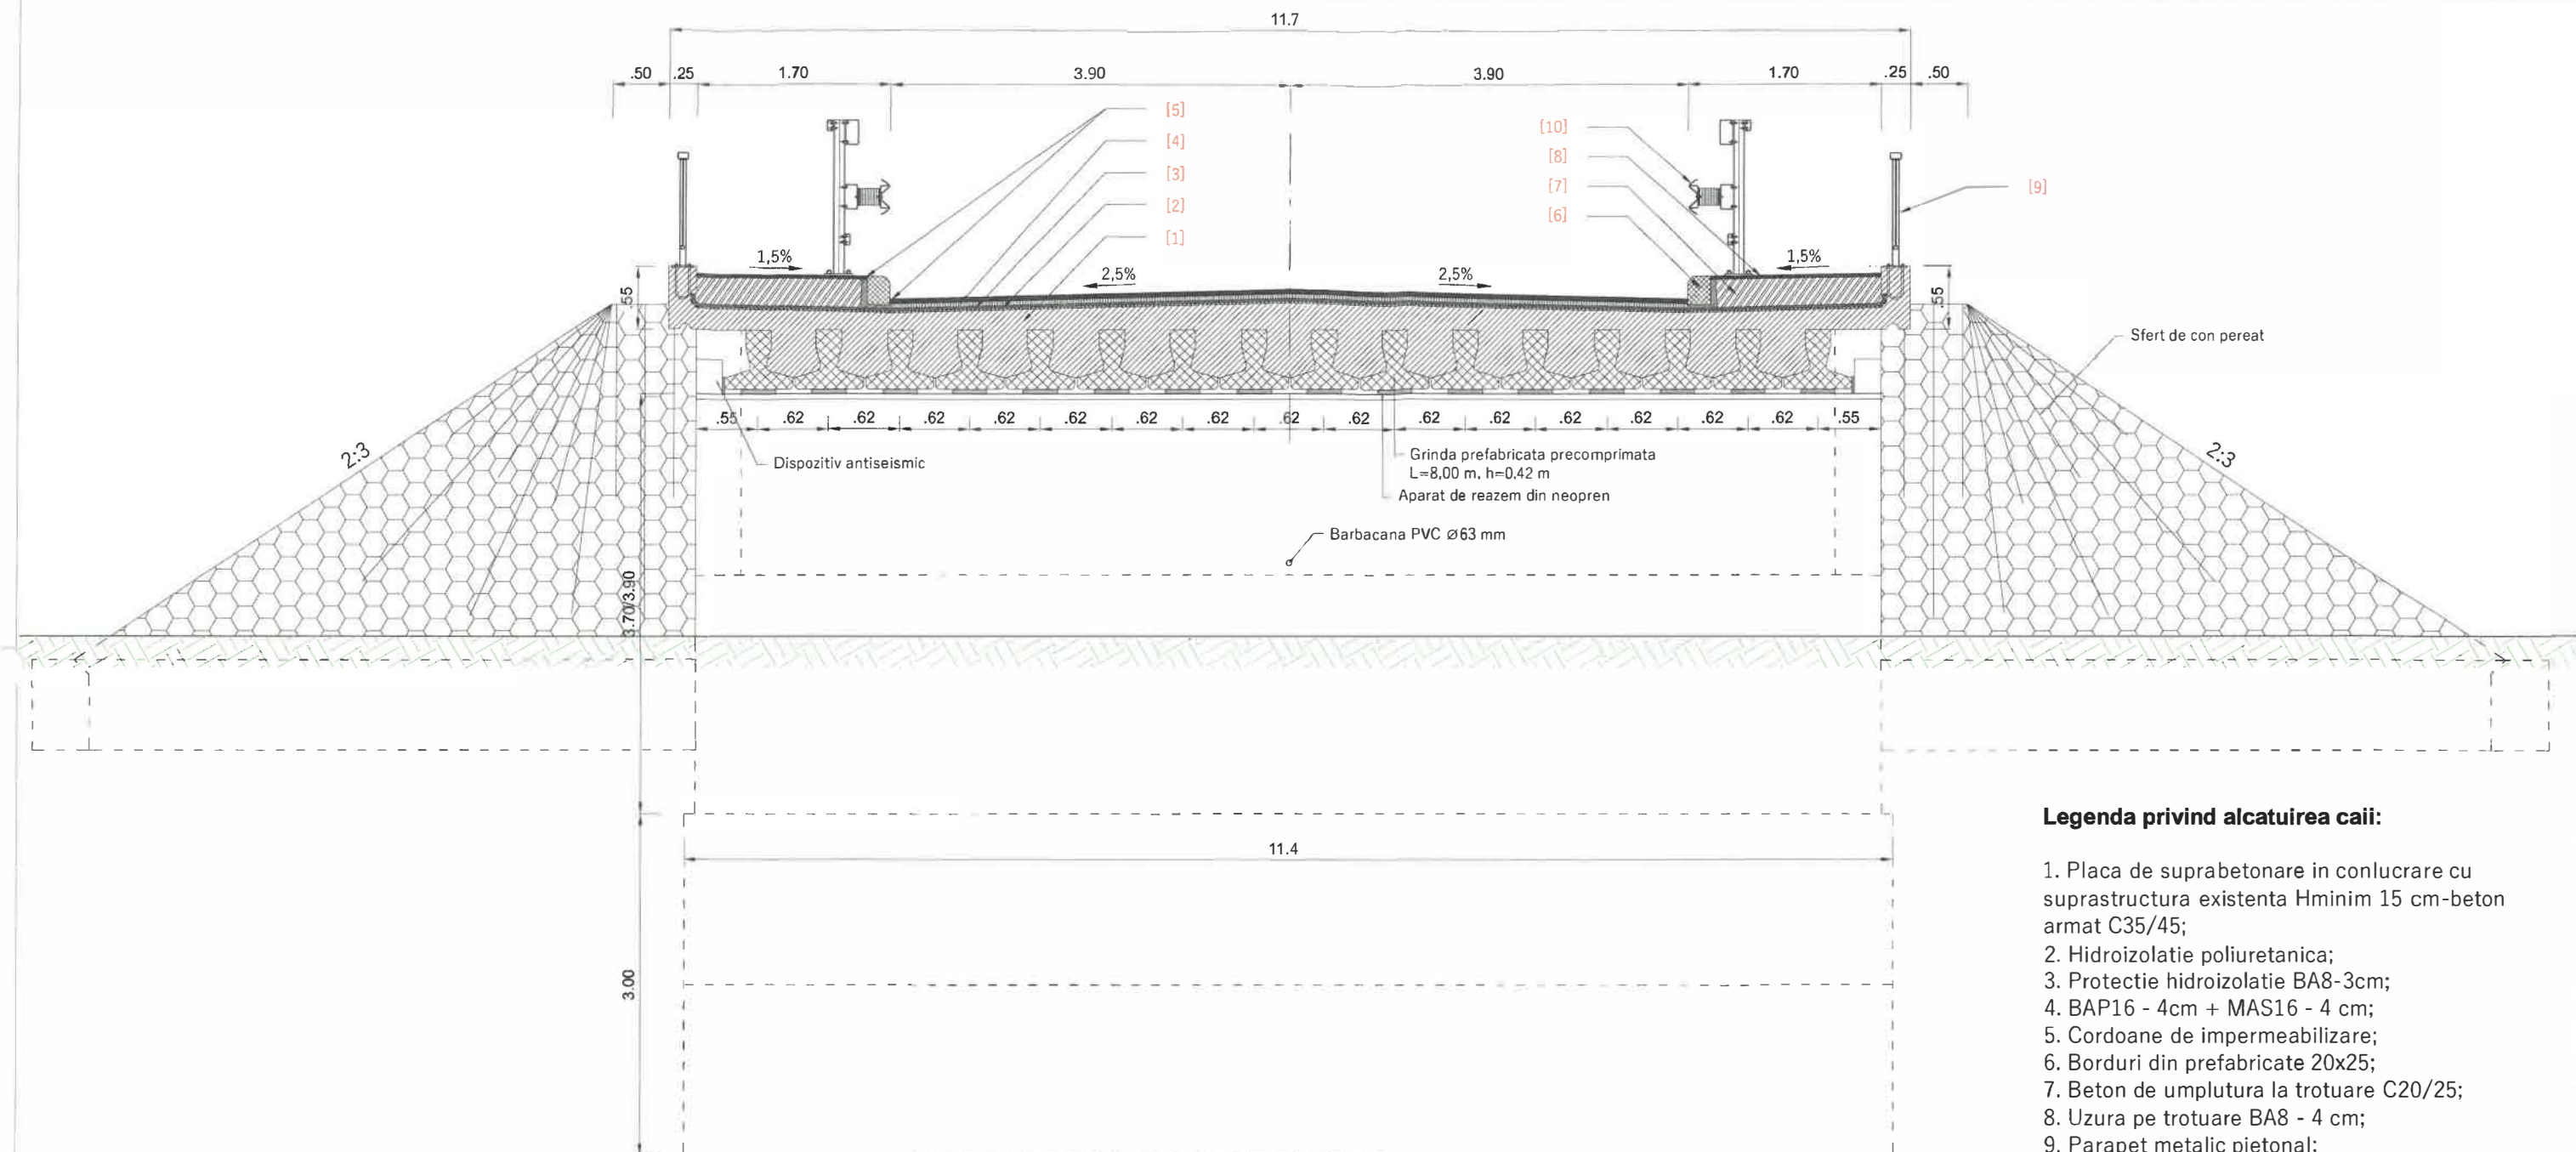 11.7
.50 .25 1.70 3.90 3.90 1.70 .25 .50
[5]
[4]
[3]
[2]
[1]
[10]
[8]
[7]
[6]
[9]
1,5%
2,5%
2,5%
1,5%
.55
.55
Sfert de con pereat
.55 .62 .62 .62 .62 .62 .62 .62 .62 .62 .62 .62 .62 .62 .62 .62 .55
2:3
2:3
Dispozitiv antiseismic
Grinda prefabricata precomprimata
L=8,00 m, h=0,42 m
Aparat de reazem din neopren
Barbacana PVC Ø63 mm
3.70/3.90
11.4
3.00
Legenda privind alcatuirea caii:
1. Placa de suprabetonare in conlucrare cu
suprastructura existenta Hminim 15 cm-beton
armat C35/45;
2. Hidroizolatie poliuretanica;
3. Protectie hidroizolatie BA8-3cm;
4. BAP16 - 4cm + MAS16 - 4 cm;
5. Cordoane de impermeabilizare;
6. Borduri din prefabricate 20x25;
7. Beton de umplutura la trotuare C20/25;
8. Uzura pe trotuare BA8 - 4 cm;
9. Parapet metalic pietonal;